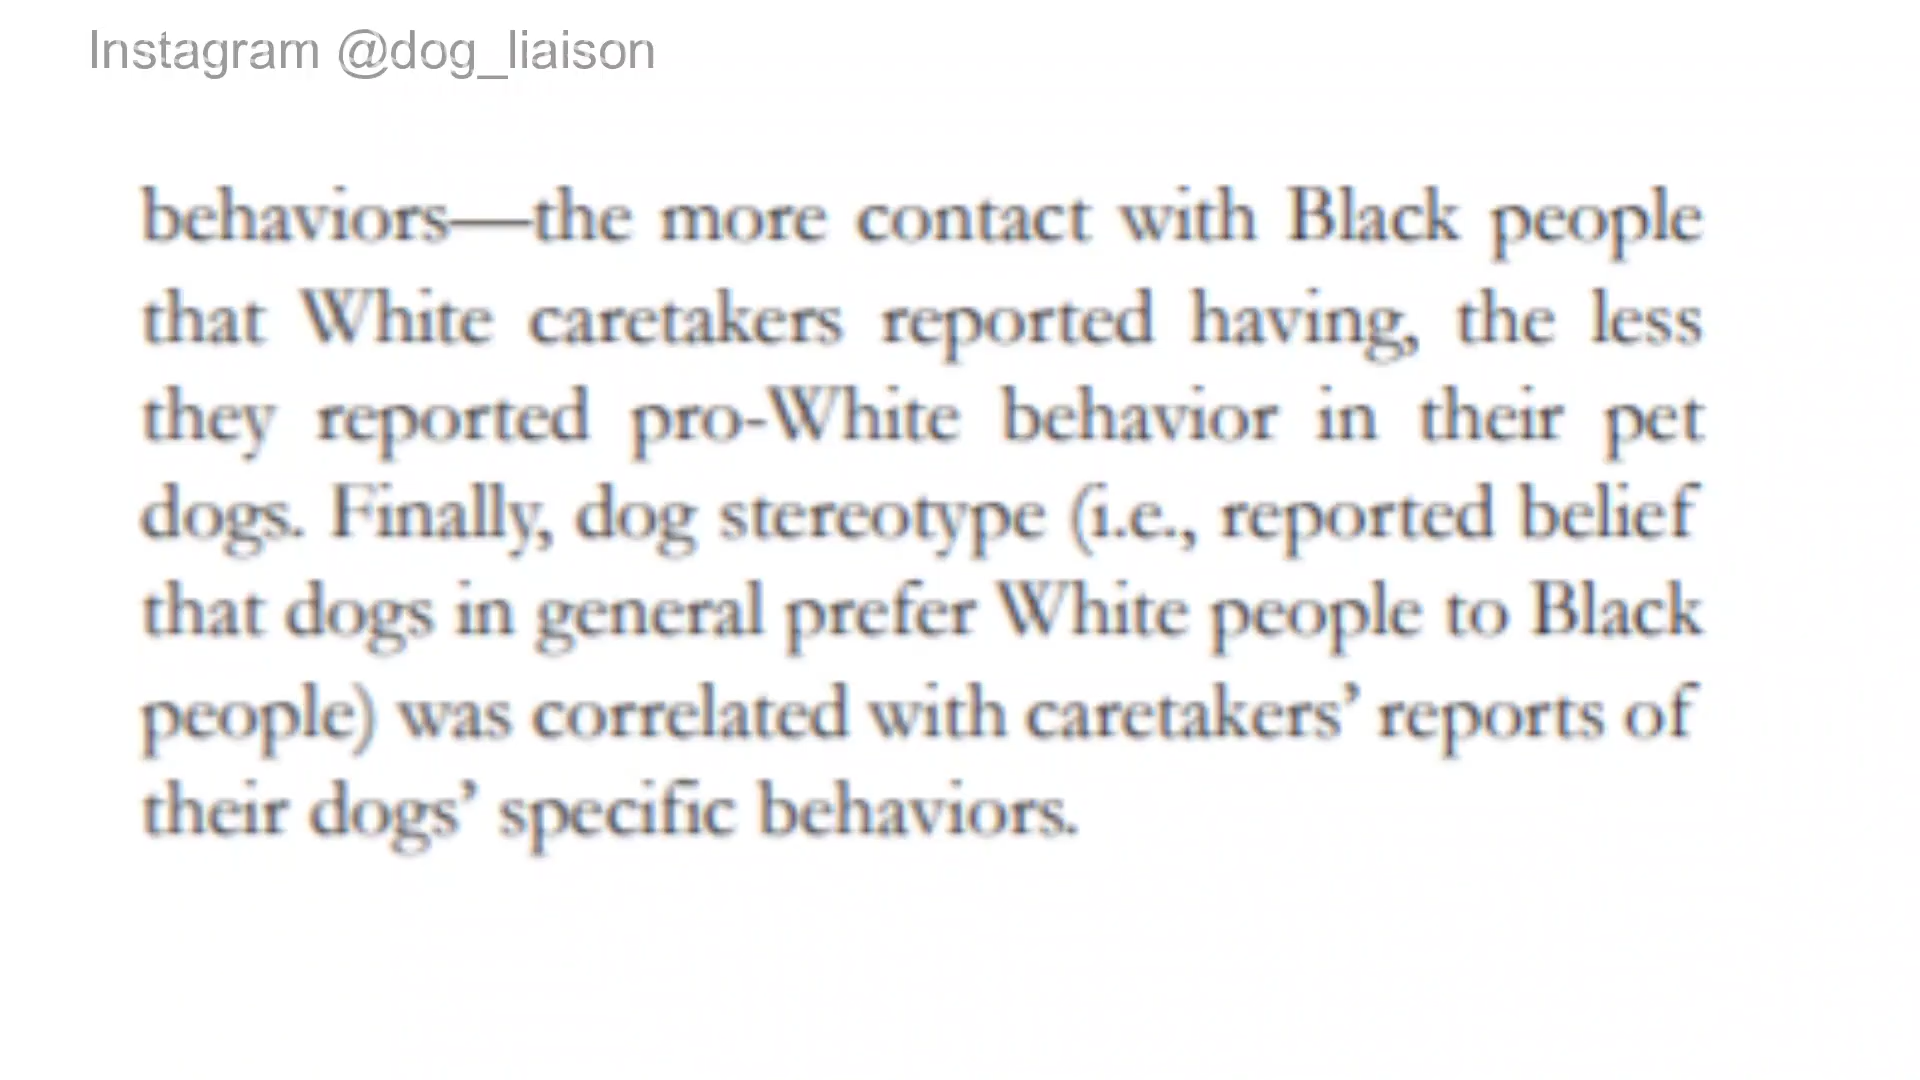 Instagram @dog_liaison
behaviors—the more contact with Black people
that White caretakers reported having, the less
they reported pro-White behavior in their pet
dogs. Finally, dog stereotype (i.e., reported belief
that dogs in general prefer White people to Black
people) was correlated with caretakers’ reports of
their dogs’ specific behaviors.